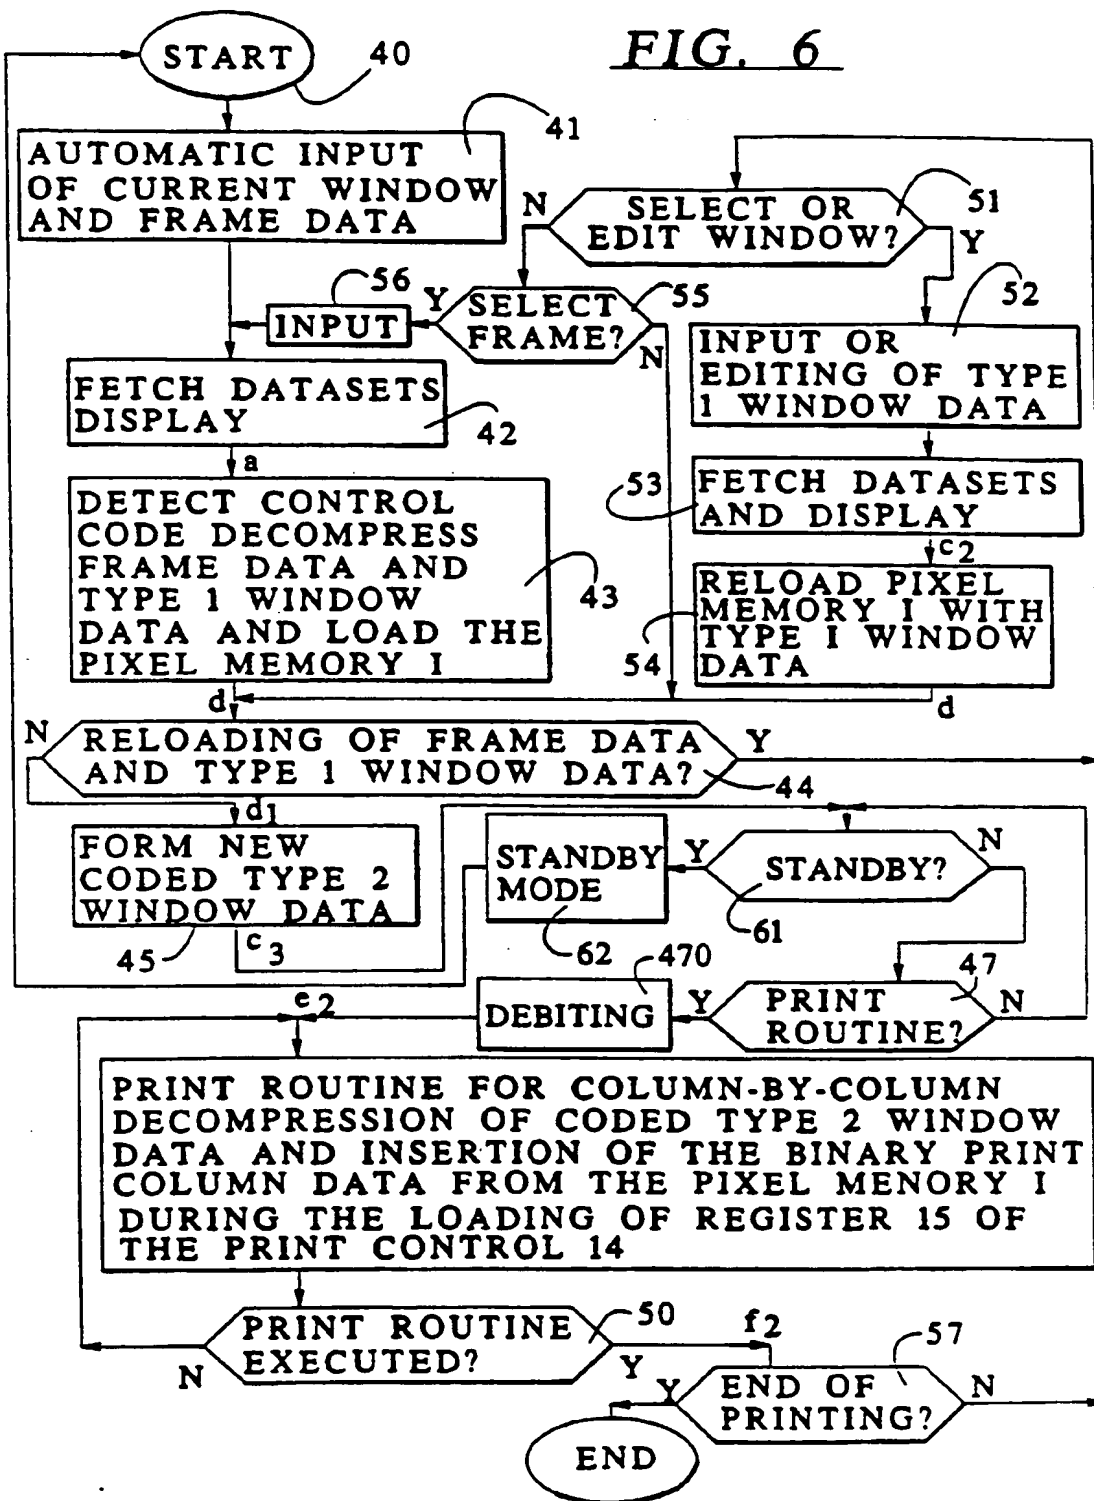 FIG. 6
START
40
41
AUTOMATIC INPUT
OF CURRENT WINDOW
AND FRAME DATA
N
SELECT OR
EDIT WINDOW?
51
Y
56
INPUT
Y
SELECT
FRAME?
55
N
52
INPUT OR
EDITING OF TYPE
1 WINDOW DATA
FETCH DATASETS
DISPLAY
42
a
53
FETCH DATASETS
AND DISPLAY
c2
DETECT CONTROL
CODE DECOMPRESS
FRAME DATA AND
TYPE 1 WINDOW
DATA AND LOAD THE
PIXEL MEMORY I
43
RELOAD PIXEL
MEMORY I WITH
TYPE I WINDOW
DATA
54
d
d
N
RELOADING OF FRAME DATA
AND TYPE 1 WINDOW DATA?
Y
44
d1
FORM NEW
CODED TYPE 2
WINDOW DATA
45
c3
STANDBY
MODE
62
Y
STANDBY?
N
61
470
DEBITING
Y
PRINT
ROUTINE?
47
N
e2
PRINT ROUTINE FOR COLUMN-BY-COLUMN
DECOMPRESSION OF CODED TYPE 2 WINDOW
DATA AND INSERTION OF THE BINARY PRINT
COLUMN DATA FROM THE PIXEL MENORY I
DURING THE LOADING OF REGISTER 15 OF
THE PRINT CONTROL 14
PRINT ROUTINE
EXECUTED?
50
N
Y
f2
57
Y
END OF
PRINTING?
N
END